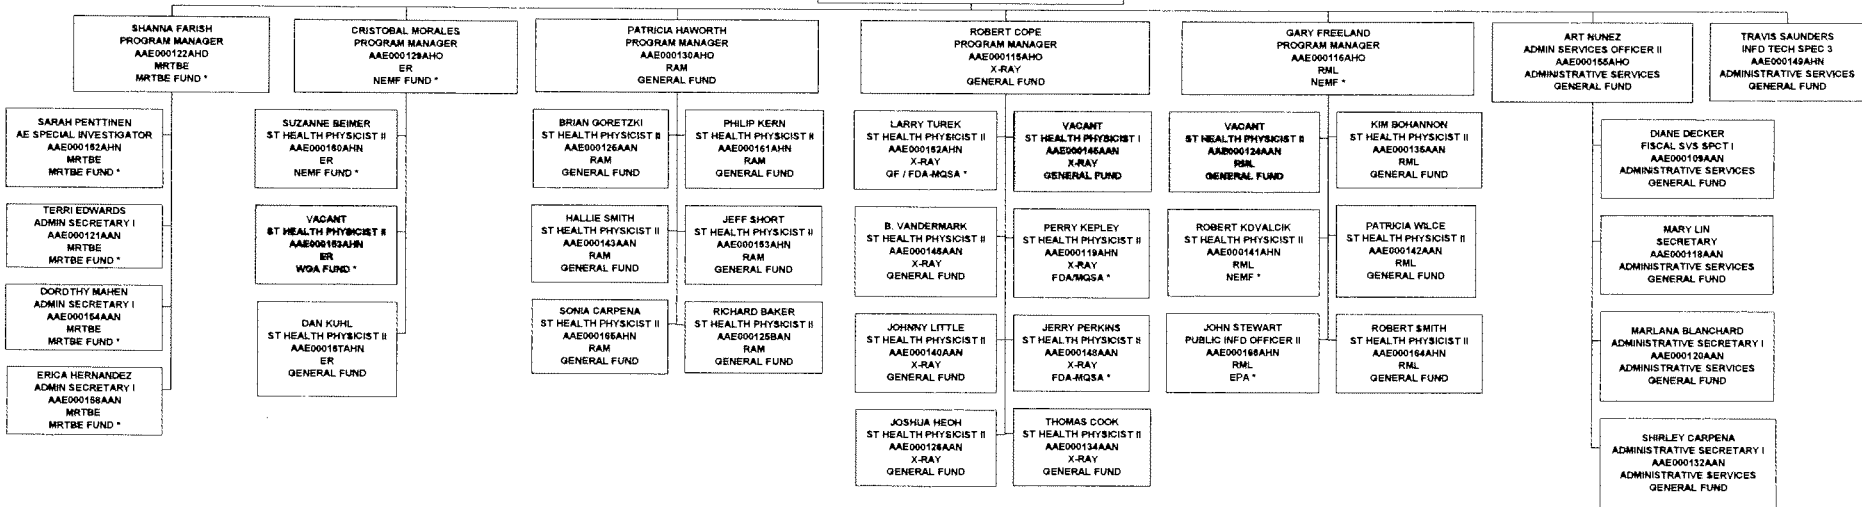 SHANNA FARISH
PROGRAM MANAGER
AAE000122AHO
MRTBE
MRTBE FUND *
CRISTOBAL MORALES
PROGRAM MANAGER
AAE000129AHO
ER
NEMF FUND *
PATRICIA HAWORTH
PROGRAM MANAGER
AAE000130AHO
RAM
GENERAL FUND
ROBERT COPE
PROGRAM MANAGER
AAE000115AHO
X-RAY
GENERAL FUND
GARY FREELAND
PROGRAM MANAGER
AAE000116AHO
RML
NEMF *
ART NUNEZ
ADMIN SERVICES OFFICER II
AAE000155AHO
ADMINISTRATIVE SERVICES
GENERAL FUND
TRAVIS SAUNDERS
INFO TECH SPEC 3
AAE000149AHN
ADMINISTRATIVE SERVICES
GENERAL FUND
SARAH PENTTINEN
AE SPECIAL INVESTIGATOR
AAE000162AHN
MRTBE
MRTBE FUND *
TERRI EDWARDS
ADMIN SECRETARY I
AAE000121AAN
MRTBE
MRTBE FUND *
DOROTHY MAHEN
ADMIN SECRETARY I
AAE000154AAN
MRTBE
MRTBE FUND *
ERICA HERNANDEZ
ADMIN SECRETARY I
AAE000158AAN
MRTBE
MRTBE FUND *
SUZANNE BEIMER
ST HEALTH PHYSICIST II
AAE000160AHN
ER
NEMF FUND *
VACANT
ST HEALTH PHYSICIST II
AAE000163AHN
ER
WGA FUND *
DAN KUHL
ST HEALTH PHYSICIST II
AAE00016TAHN
ER
GENERAL FUND
BRIAN GORETZKI
ST HEALTH PHYSICIST II
AAE000126AAN
RAM
GENERAL FUND
PHILIP KERN
ST HEALTH PHYSICIST II
AAE000161AHN
RAM
GENERAL FUND
HALLIE SMITH
ST HEALTH PHYSICIST II
AAE000143AAN
RAM
GENERAL FUND
JEFF SHORT
ST HEALTH PHYSICIST II
AAE000153AHN
RAM
GENERAL FUND
SONIA CARPENA
ST HEALTH PHYSICIST II
AAE000165AHN
RAM
GENERAL FUND
RICHARD BAKER
ST HEALTH PHYSICIST II
AAE000125BAN
RAM
GENERAL FUND
LARRY TUREK
ST HEALTH PHYSICIST II
AAE000152AHN
X-RAY
GF / FDA-MQSA *
VACANT
ST HEALTH PHYSICIST I
AAE000145AAN
X-RAY
GENERAL FUND
B. VANDERMARK
ST HEALTH PHYSICIST II
AAE000146AAN
X-RAY
GENERAL FUND
PERRY KEPLEY
ST HEALTH PHYSICIST II
AAE000119AHN
X-RAY
FDA/MQSA *
JOHNNY LITTLE
ST HEALTH PHYSICIST II
AAE000140AAN
X-RAY
GENERAL FUND
JERRY PERKINS
ST HEALTH PHYSICIST II
AAE000148AAN
X-RAY
FDA-MQSA *
JOSHUA HEOH
ST HEALTH PHYSICIST II
AAE000126AAN
X-RAY
GENERAL FUND
THOMAS COOK
ST HEALTH PHYSICIST II
AAE000134AAN
X-RAY
GENERAL FUND
VACANT
ST HEALTH PHYSICIST II
AAE000124AAN
RML
GENERAL FUND
KIM BOHANNON
ST HEALTH PHYSICIST II
AAE000135AAN
RML
GENERAL FUND
ROBERT KOVALCIK
ST HEALTH PHYSICIST II
AAE000141AHN
RML
NEMF *
PATRICIA WILCE
ST HEALTH PHYSICIST II
AAE000142AAN
RML
GENERAL FUND
JOHN STEWART
PUBLIC INFO OFFICER II
AAE000166AHN
RML
EPA *
ROBERT SMITH
ST HEALTH PHYSICIST II
AAE000164AHN
RML
GENERAL FUND
DIANE DECKER
FISCAL SVS SPCT I
AAE000109AAN
ADMINISTRATIVE SERVICES
GENERAL FUND
MARY LIN
SECRETARY
AAE000118AAN
ADMINISTRATIVE SERVICES
GENERAL FUND
MARLANA BLANCHARD
ADMINISTRATIVE SECRETARY I
AAE000120AAN
ADMINISTRATIVE SERVICES
GENERAL FUND
SHIRLEY CARPENA
ADMINISTRATIVE SECRETARY I
AAE000132AAN
ADMINISTRATIVE SERVICES
GENERAL FUND